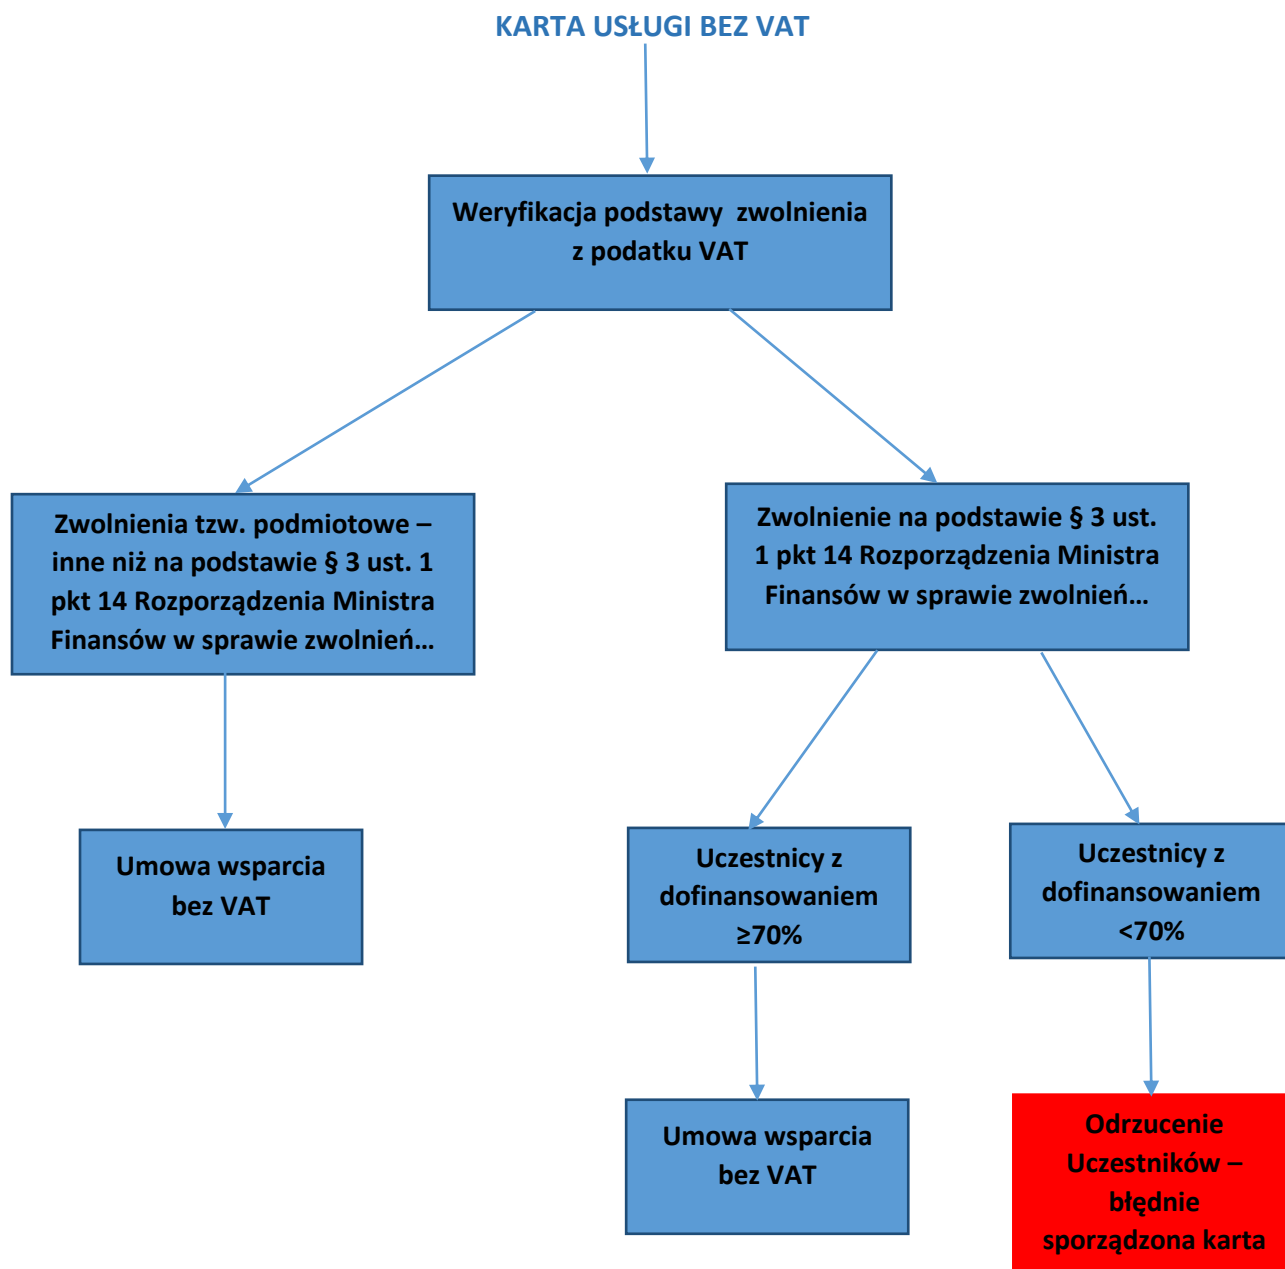 KARTA USŁUGI BEZ VAT
Weryfikacja podstawy zwolnienia
z podatku VAT
Zwolnienia tzw. podmiotowe –
inne niż na podstawie § 3 ust. 1
pkt 14 Rozporządzenia Ministra
Finansów w sprawie zwolnień...
Zwolnienie na podstawie § 3 ust.
1 pkt 14 Rozporządzenia Ministra
Finansów w sprawie zwolnień...
Umowa wsparcia
bez VAT
Uczestnicy z
dofinansowaniem
≥70%
Uczestnicy z
dofinansowaniem
<70%
Umowa wsparcia
bez VAT
Odrzucenie
Uczestników –
błędnie
sporządzona karta